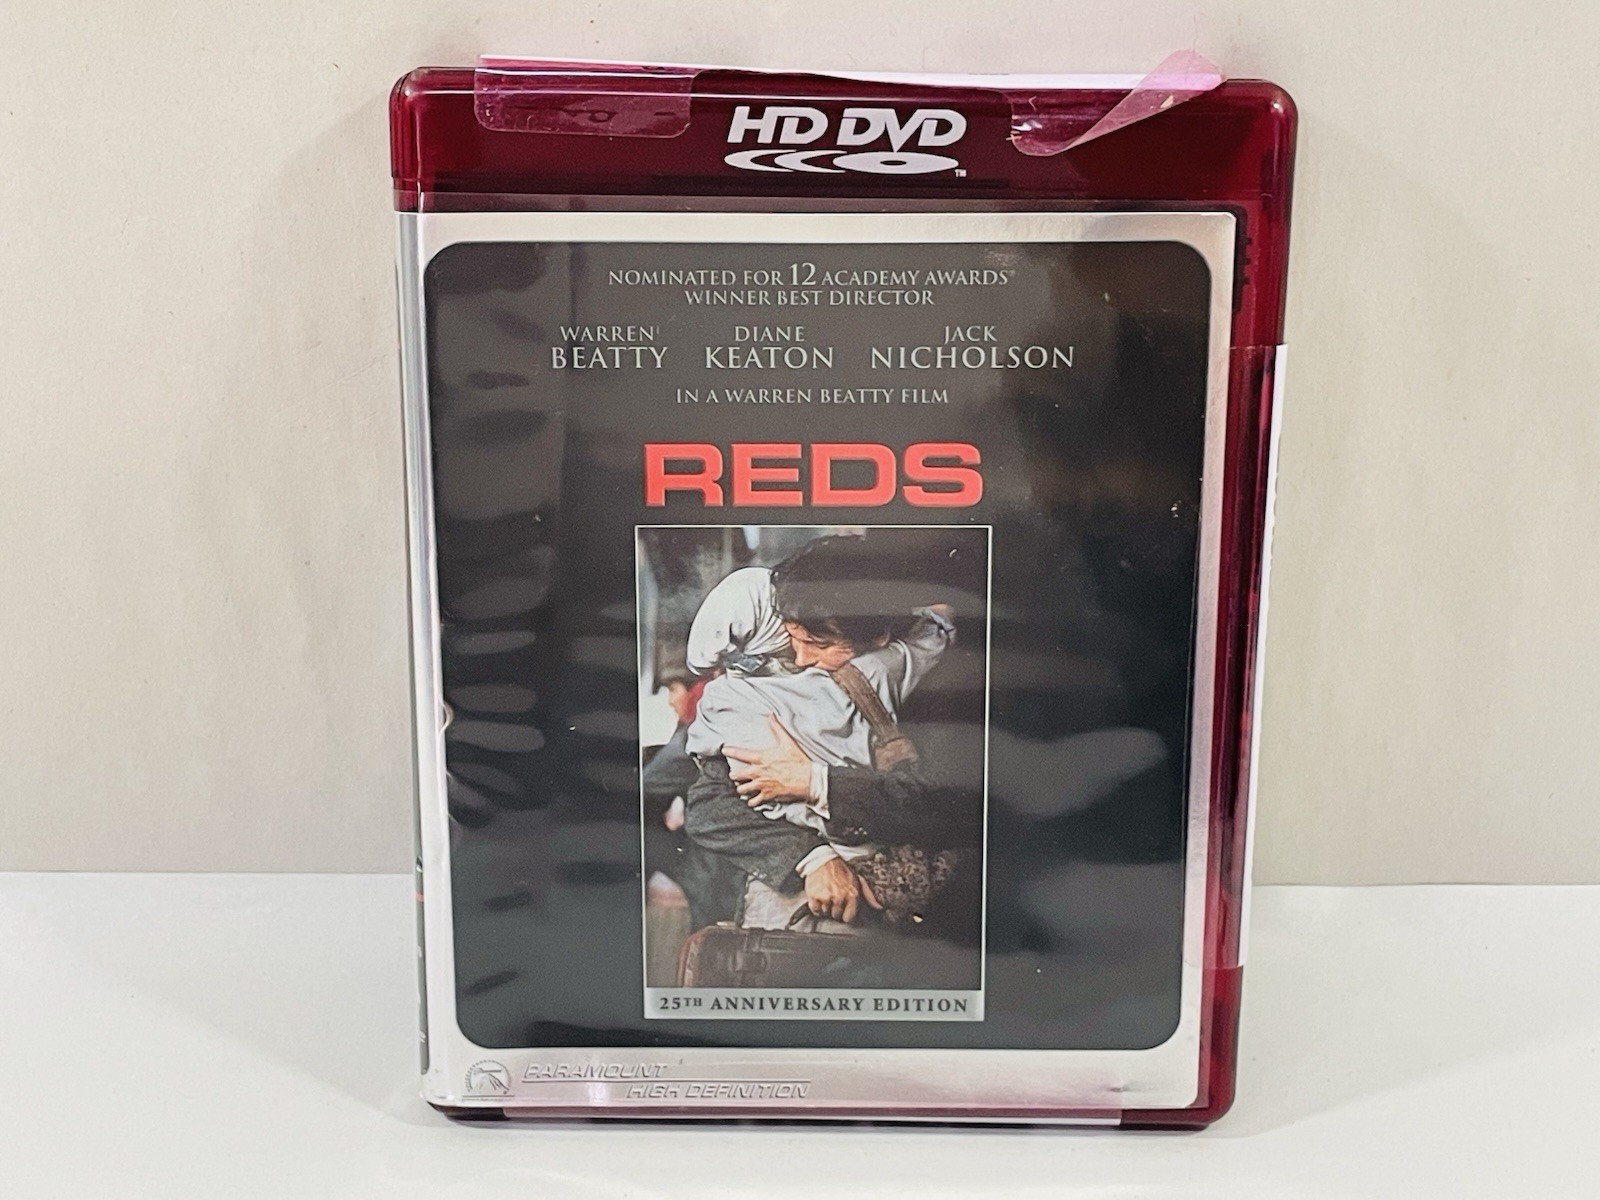 HD DVD™
NOMINATED FOR 12 ACADEMY AWARDS®
WINNER BEST DIRECTOR
WARREN DIANE JACK
BEATTY KEATON NICHOLSON
IN A WARREN BEATTY FILM
REDS
25TH ANNIVERSARY EDITION
PARAMOUNT
HIGH DEFINITION